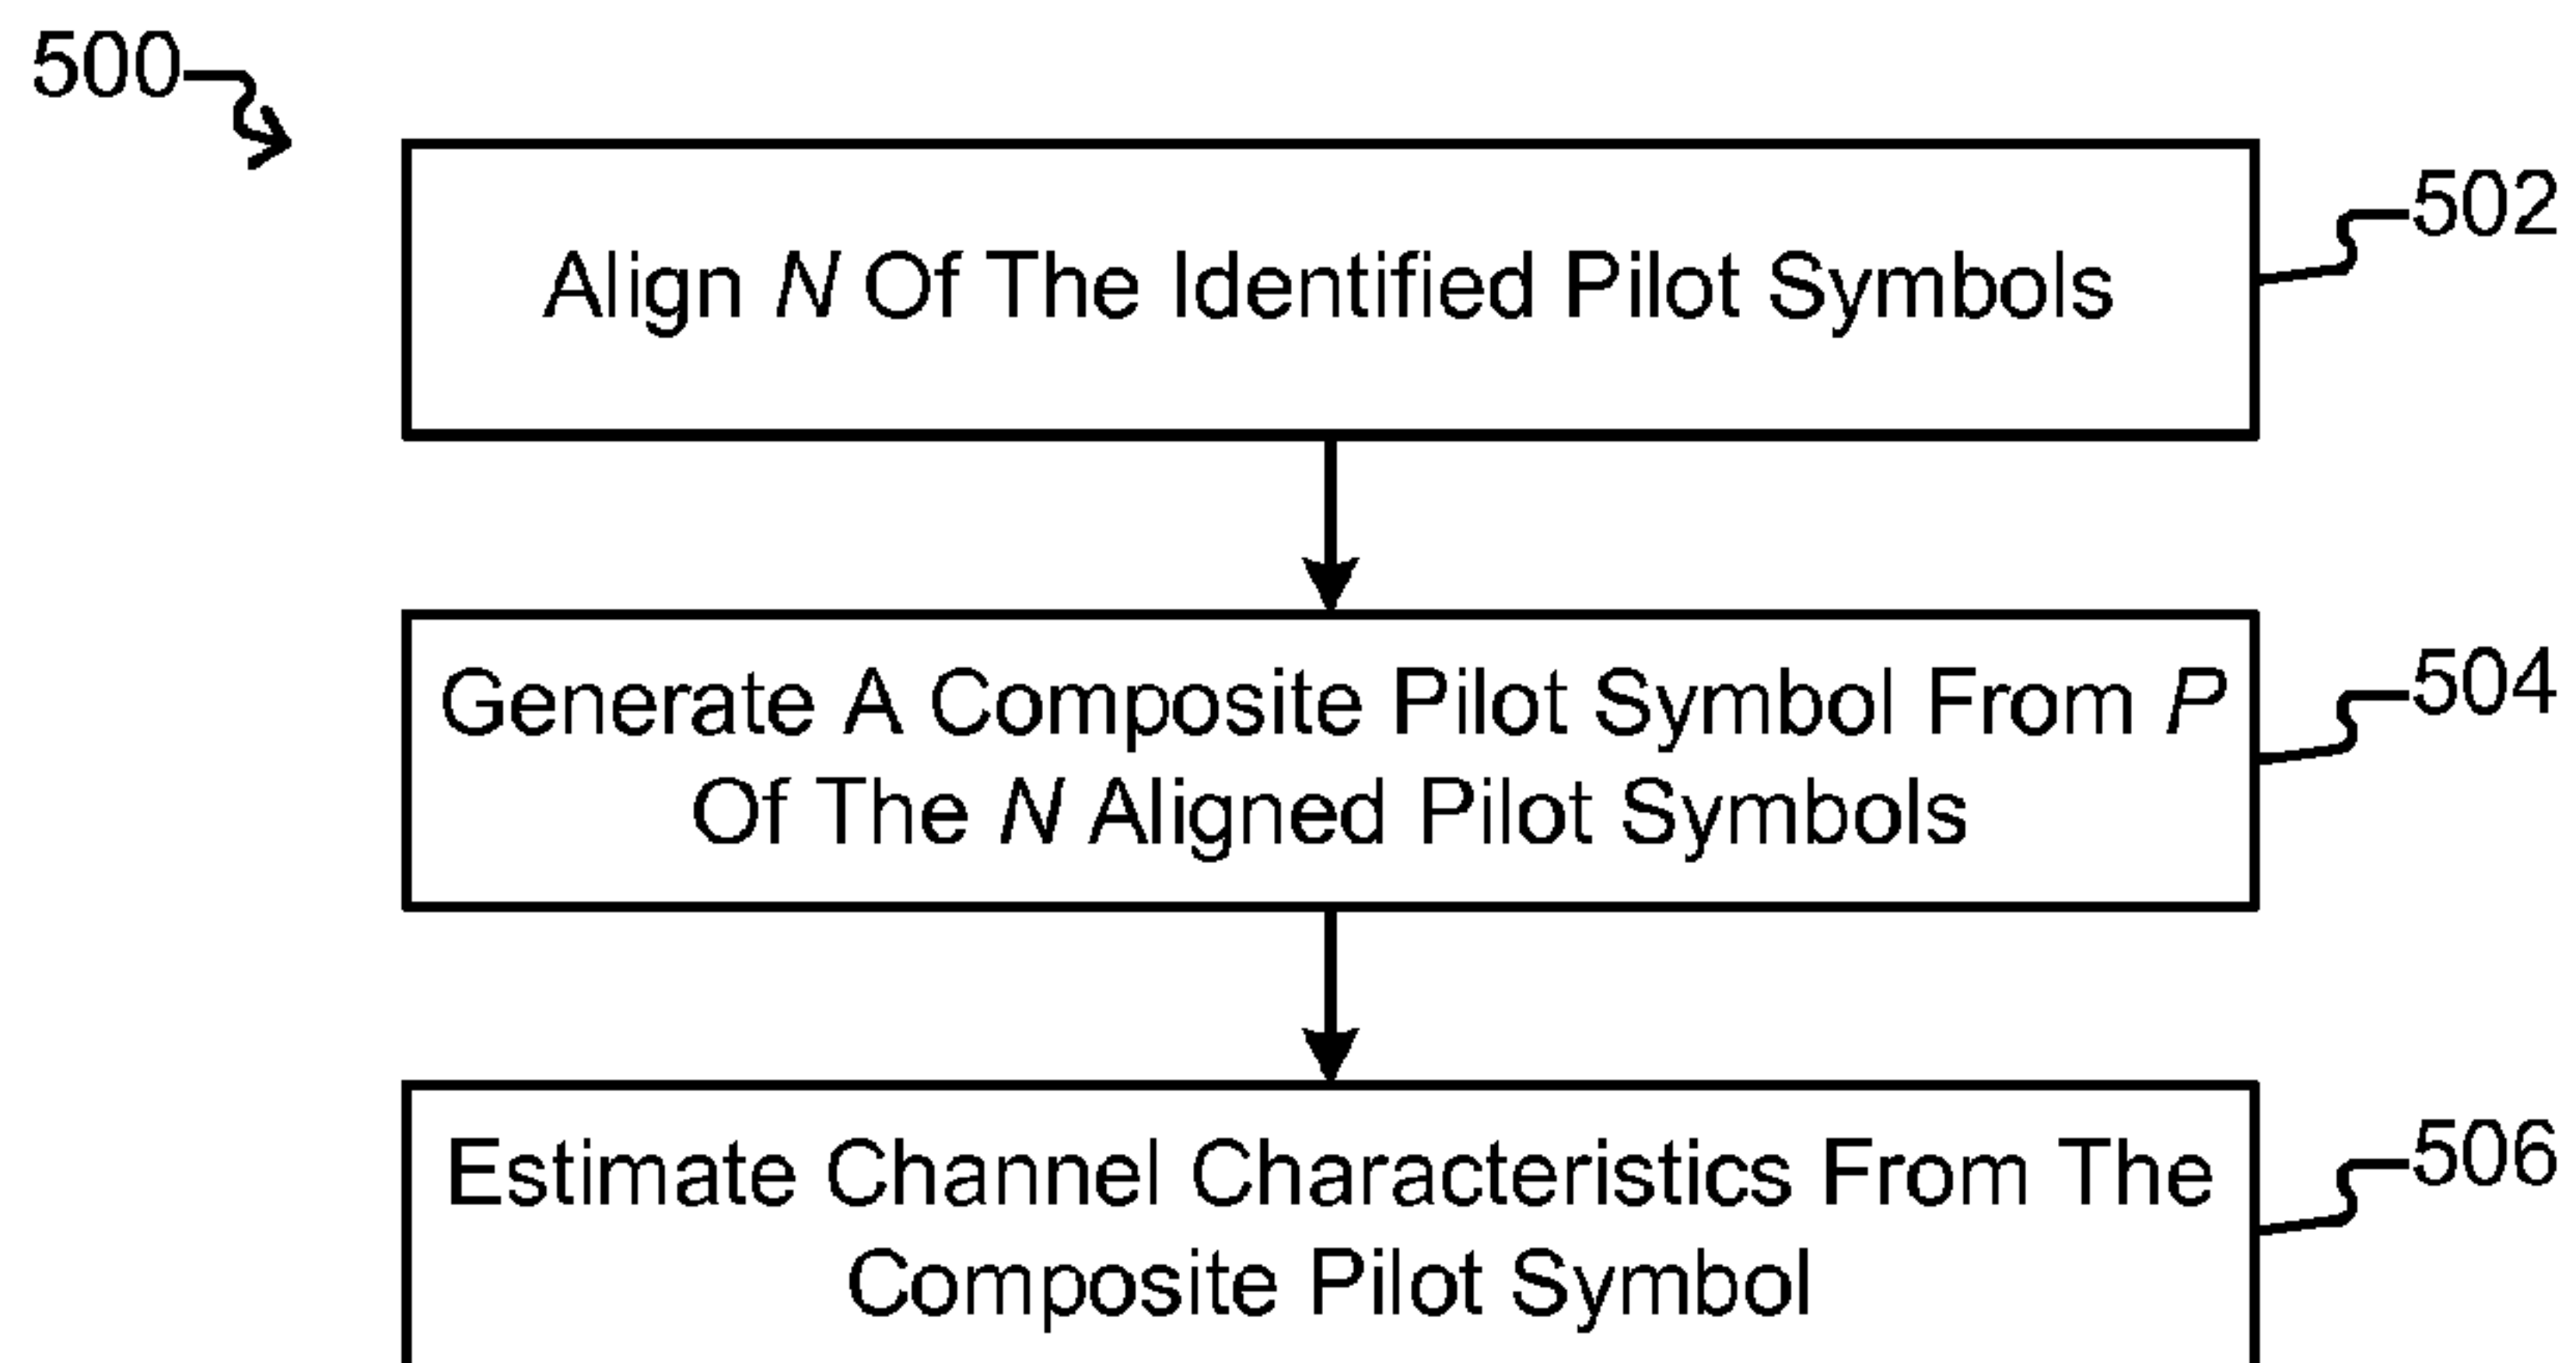 500
502
Align N Of The Identified Pilot Symbols
504
Generate A Composite Pilot Symbol From P
Of The N Aligned Pilot Symbols
506
Estimate Channel Characteristics From The
Composite Pilot Symbol